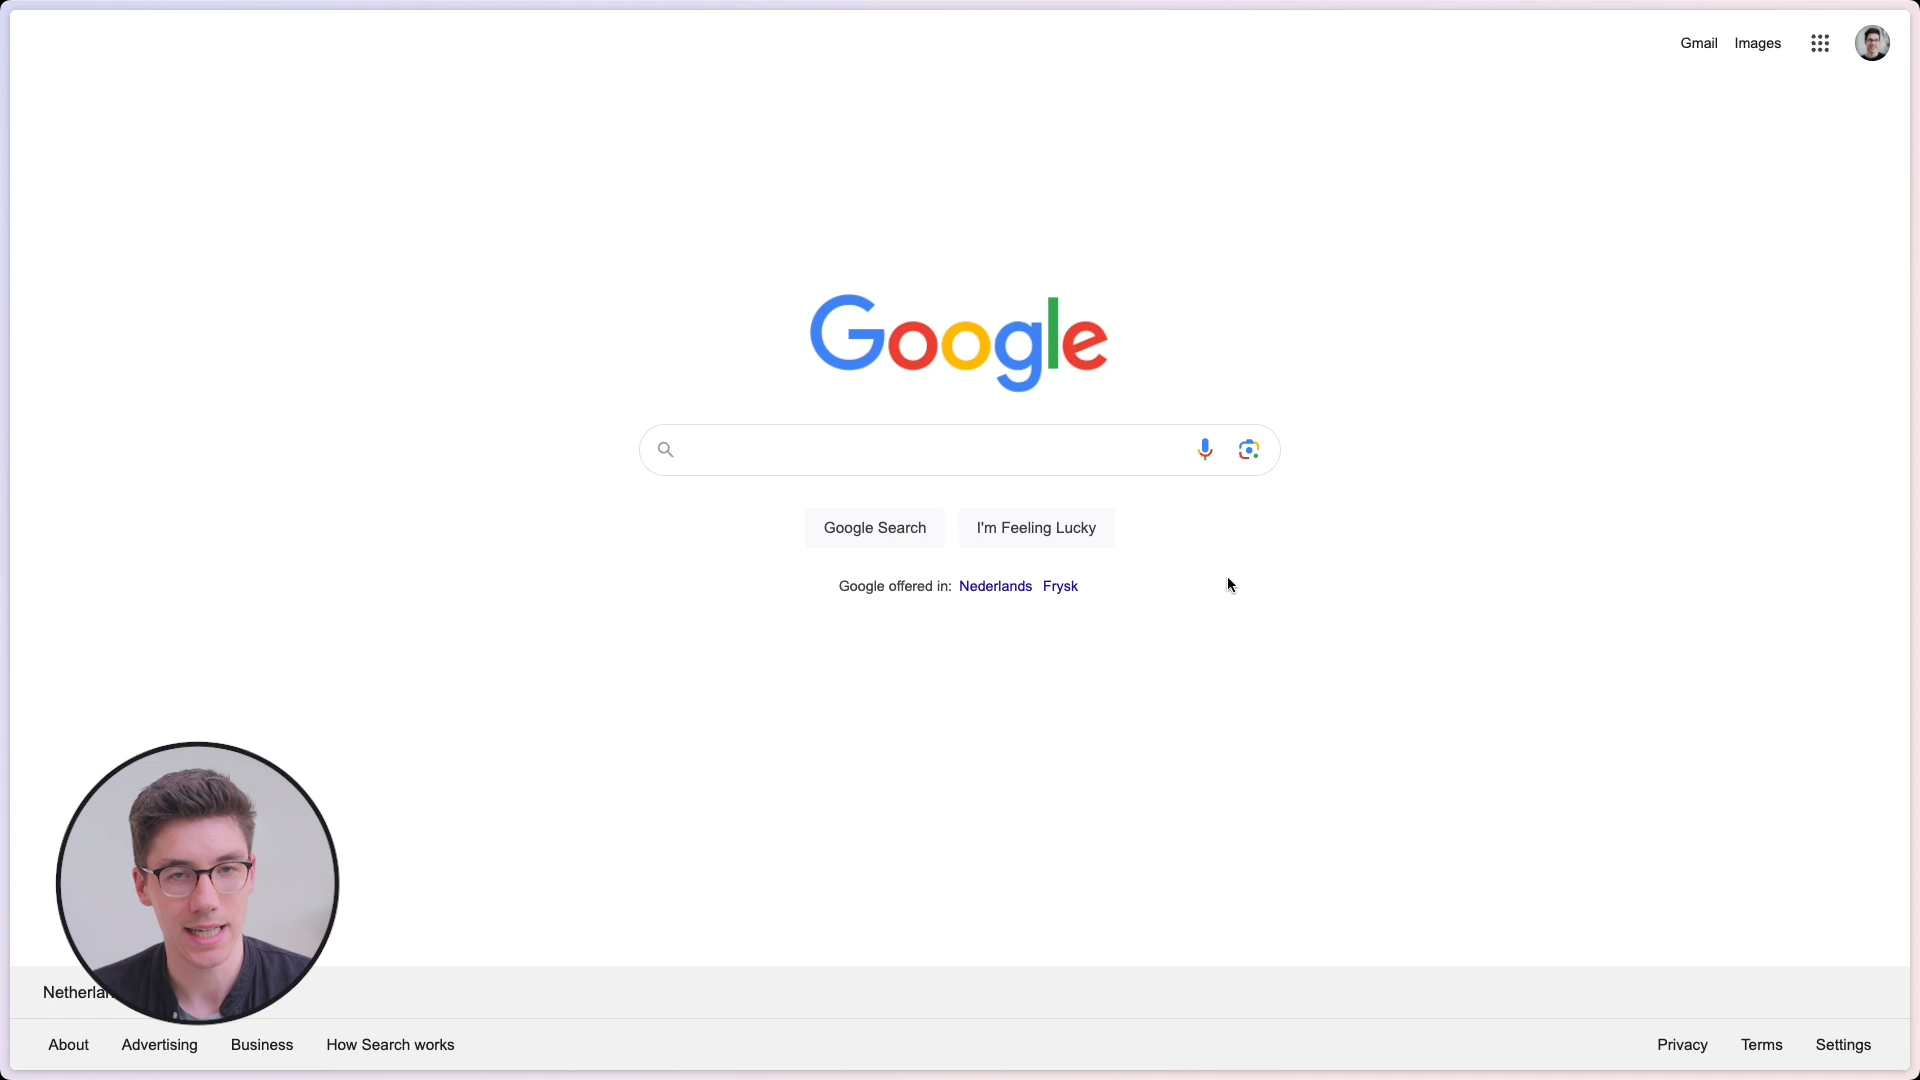 Gmail Images
Google
Google Search I'm Feeling Lucky
Google offered in: Nederlands Frysk
About Advertising Business How Search works Privacy Terms Settings